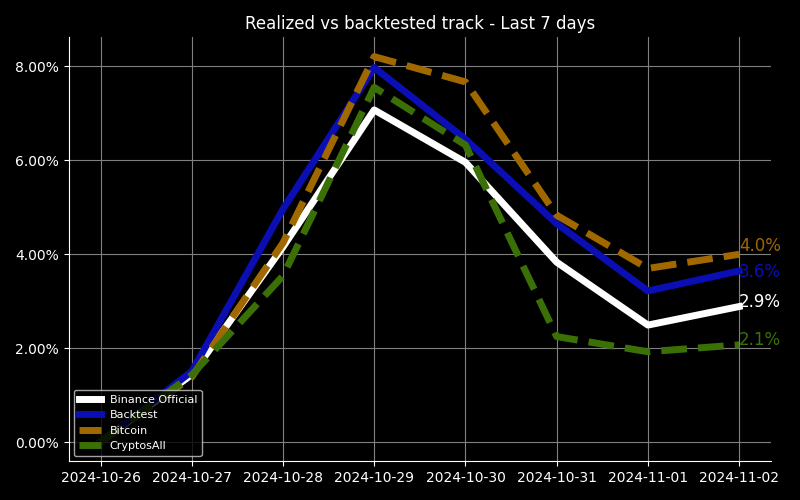 Realized vs backtested track - Last 7 days
8.00%
6.00%
4.00%
2.00%
0.00%
4.0%
3.6%
2.9%
2.1%
Binance Official
Backtest
Bitcoin
CryptosAll
2024-10-26 2024-10-27 2024-10-28 2024-10-29 2024-10-30 2024-10-31 2024-11-01 2024-11-02